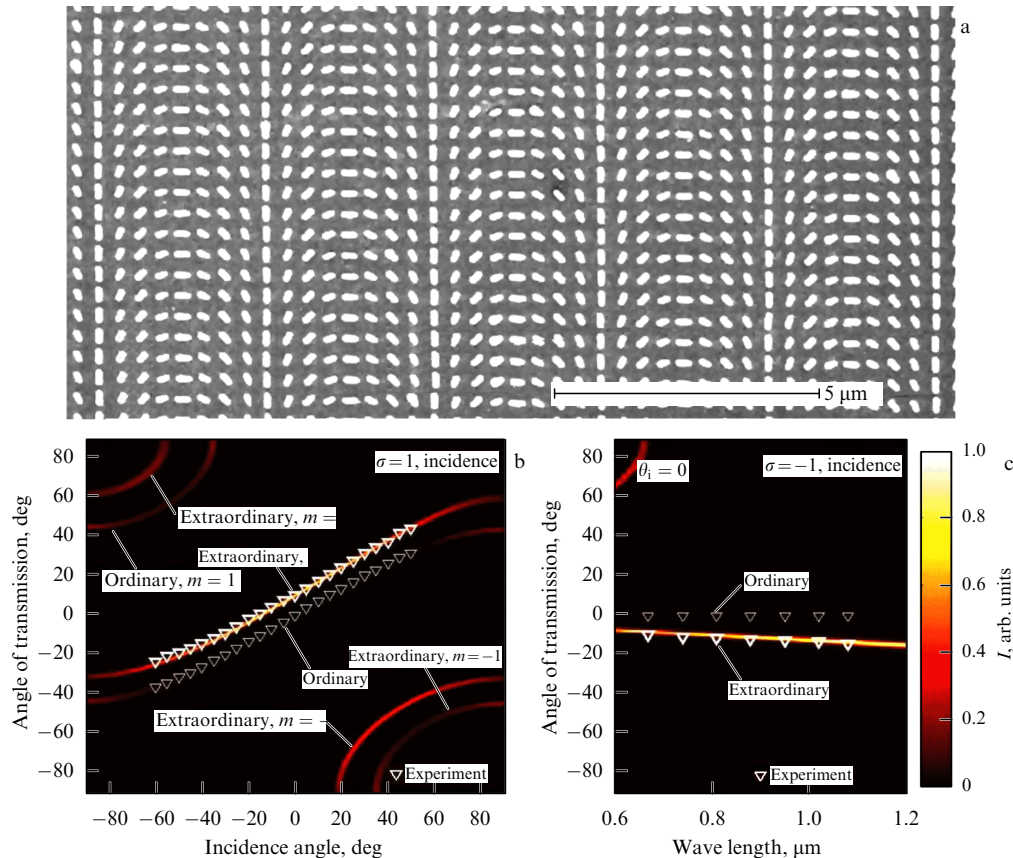 a
5 μm
80
60
40
20
0
−20
−40
−60
−80
Angle of transmission, deg
σ = 1, incidence
b
Extraordinary, m =
Extraordinary,
Ordinary, m = 1
Extraordinary, m = −1
Ordinary
Extraordinary, m = −
Experiment
−80 −60 −40 −20 0 20 40 60 80
Incidence angle, deg
80
60
40
20
0
−20
−40
−60
−80
Angle of transmission, deg
θi = 0
σ = −1, incidence
Ordinary
Extraordinary
Experiment
0.6 0.8 1.0 1.2
Wave length, μm
1.0
0.8
0.6
0.4
0.2
0
I, arb. units
c